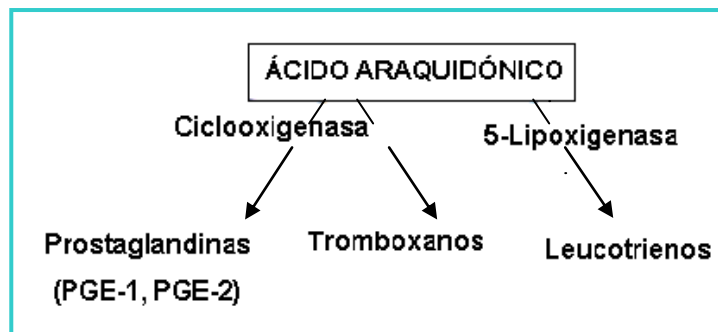 ÁCIDO ARAQUIDÓNICO
Ciclooxigenasa
5-Lipoxigenasa
Prostaglandinas
(PGE-1, PGE-2)
Tromboxanos
Leucotrienos